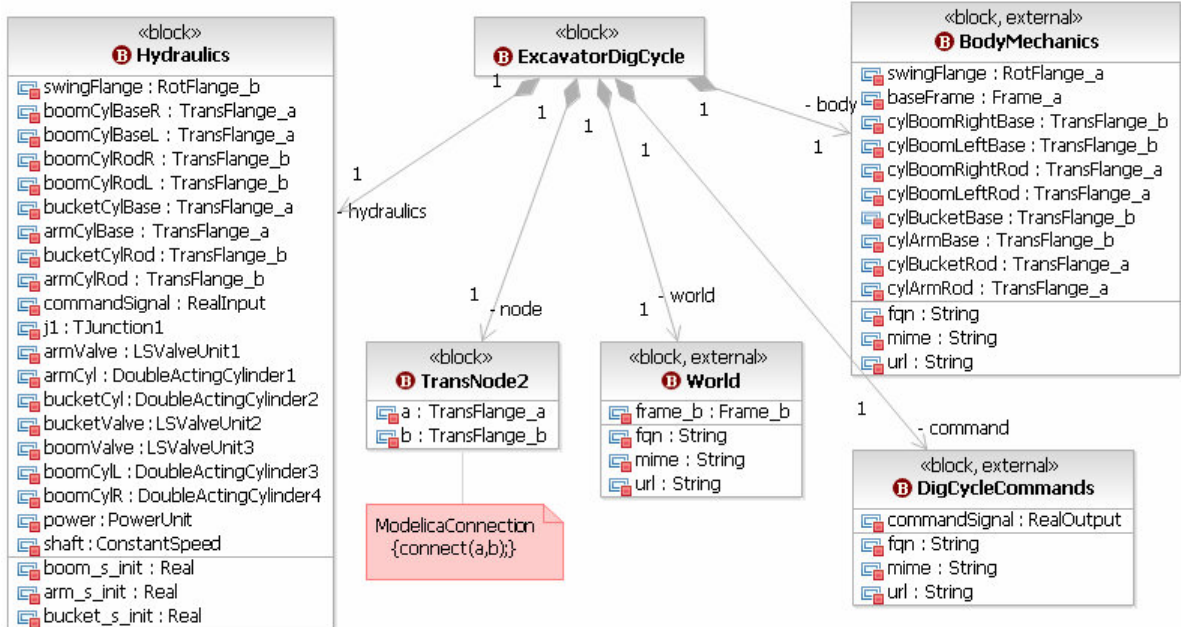 «block»
B Hydraulics
swingFlange : RotFlange_b
boomCylBaseR : TransFlange_a
boomCylBaseL : TransFlange_a
boomCylRodR : TransFlange_b
boomCylRodL : TransFlange_b
bucketCylBase : TransFlange_a
armCylBase : TransFlange_a
bucketCylRod : TransFlange_b
armCylRod : TransFlange_b
commandSignal : RealInput
j1 : TJunction1
armValve : LSValveUnit1
armCyl : DoubleActingCylinder1
bucketCyl : DoubleActingCylinder2
bucketValve : LSValveUnit2
boomValve : LSValveUnit3
boomCylL : DoubleActingCylinder3
boomCylR : DoubleActingCylinder4
power : PowerUnit
shaft : ConstantSpeed
boom_s_init : Real
arm_s_init : Real
bucket_s_init : Real
«block»
B ExcavatorDigCycle
1
1
1
1
1
1
- hydraulics
1
- node
1
- world
- body
1
1
- command
«block»
B TransNode2
a : TransFlange_a
b : TransFlange_b
ModelicaConnection
{connect(a,b);}
«block, external»
B World
frame_b : Frame_b
fqn : String
mime : String
url : String
«block, external»
B BodyMechanics
swingFlange : RotFlange_a
baseFrame : Frame_a
cylBoomRightBase : TransFlange_b
cylBoomLeftBase : TransFlange_b
cylBoomRightRod : TransFlange_a
cylBoomLeftRod : TransFlange_a
cylBucketBase : TransFlange_b
cylArmBase : TransFlange_b
cylBucketRod : TransFlange_a
cylArmRod : TransFlange_a
fqn : String
mime : String
url : String
«block, external»
B DigCycleCommands
commandSignal : RealOutput
fqn : String
mime : String
url : String